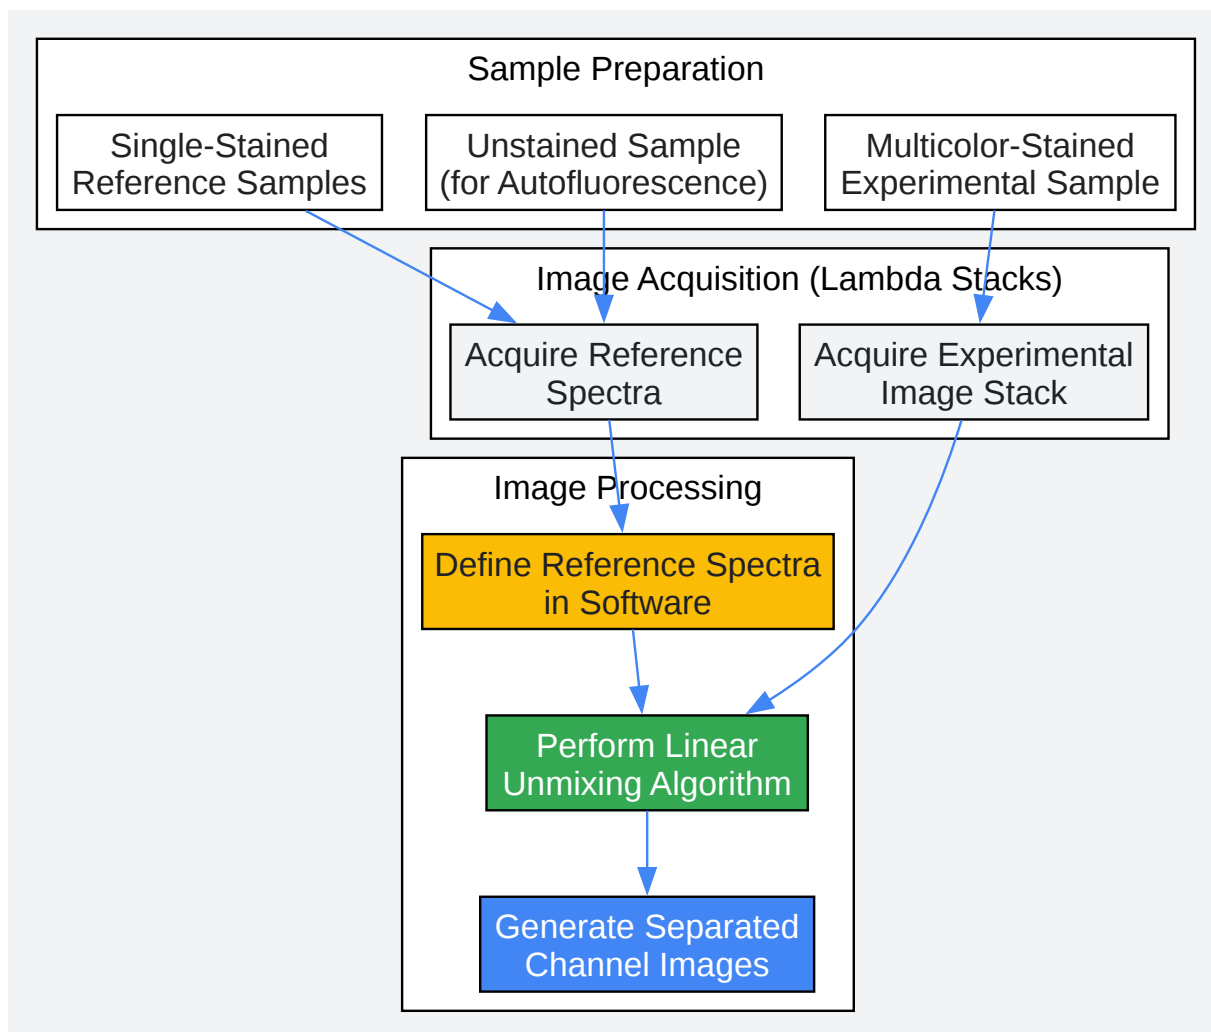 Sample Preparation
Single-Stained
Reference Samples
Unstained Sample
(for Autofluorescence)
Multicolor-Stained
Experimental Sample
Image Acquisition (Lambda Stacks)
Acquire Reference
Spectra
Acquire Experimental
Image Stack
Image Processing
Define Reference Spectra
in Software
Perform Linear
Unmixing Algorithm
Generate Separated
Channel Images